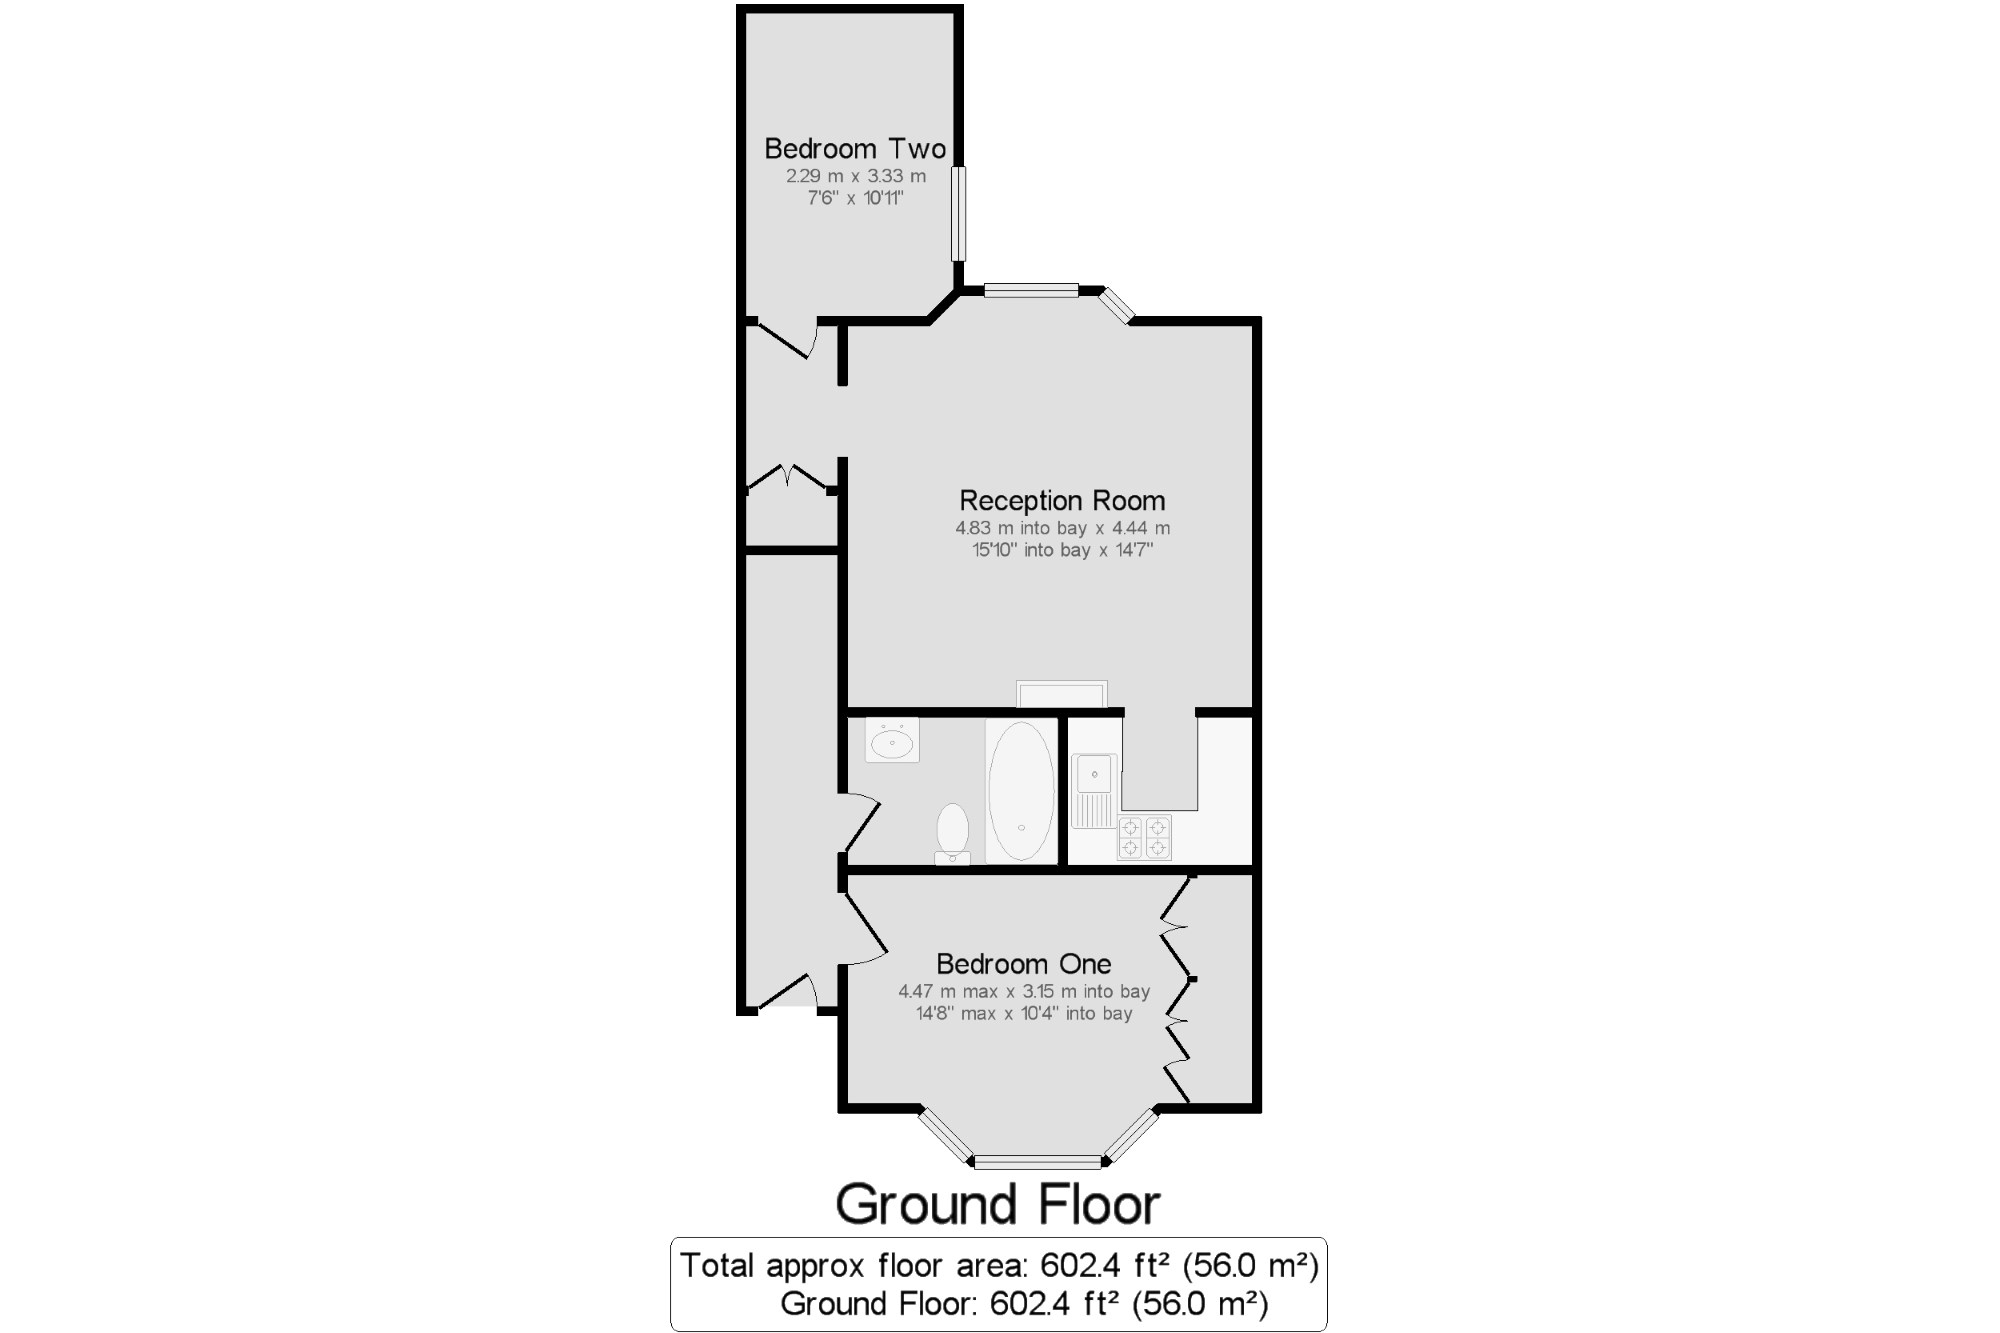 Bedroom Two
2.29 m x 3.33 m
7'6" x 10'11"
Reception Room
4.83 m into bay x 4.44 m
15'10" into bay x 14'7"
Bedroom One
4.47 m max x 3.15 m into bay
14'8" max x 10'4" into bay
Ground Floor
Total approx floor area: 602.4 ft² (56.0 m²)
Ground Floor: 602.4 ft² (56.0 m²)